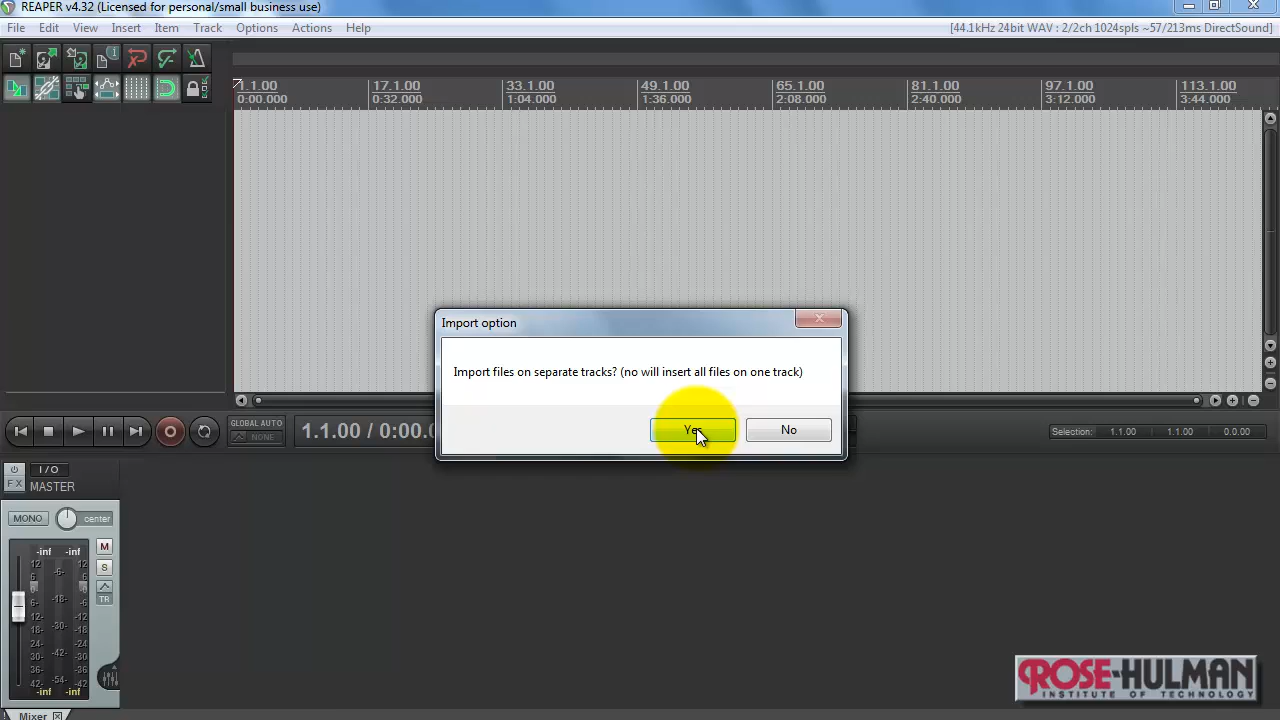 REAPER v4.32 (Licensed for personal/small business use)
File Edit View Insert Item Track Options Actions Help
[44.1kHz 24bit WAV : 2/2ch 1024spls ~57/213ms DirectSound]
1.1.00 17.1.00 33.1.00 49.1.00 65.1.00 81.1.00 97.1.00 113.1.00
0:00.000 0:32.000 1:04.000 1:36.000 2:08.000 2:40.000 3:12.000 3:44.000
Import option
Import files on separate tracks? (no will insert all files on one track)
Yes No
GLOBAL AUTO
NONE
1.1.00 / 0:00.0
Selection: 1.1.00 1.1.00 0.0.00
I/O
FX
MASTER
MONO center
-inf -inf
M
S
TR
12 12
6 6
0 0
6- -6
12- -12
18- -18
24- -24
30- -30
36- -36
42- -42
-6-
-18-
-30-
-42-
-54-
-inf -inf
Mixer
ROSE-HULMAN
INSTITUTE OF TECHNOLOGY